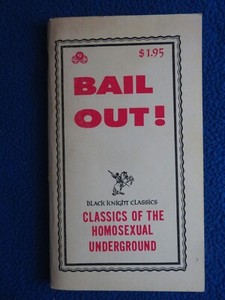 $1.95
BAIL
OUT!
black knight classics
CLASSICS OF THE
HOMOSEXUAL
UNDERGROUND